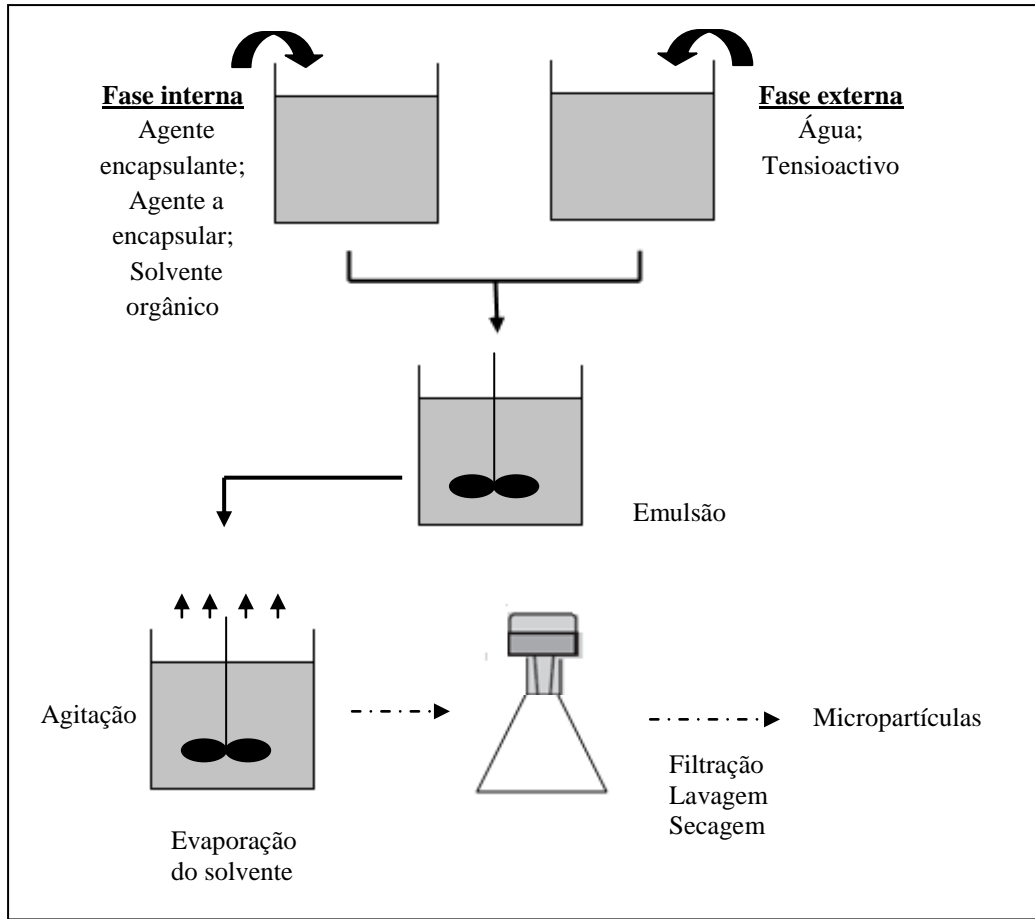 Fase interna
Agente
encapsulante;
Agente a
encapsular;
Solvente
orgânico
Fase externa
Água;
Tensioactivo
Emulsão
Agitação
Evaporação
do solvente
Filtração
Lavagem
Secagem
Micropartículas